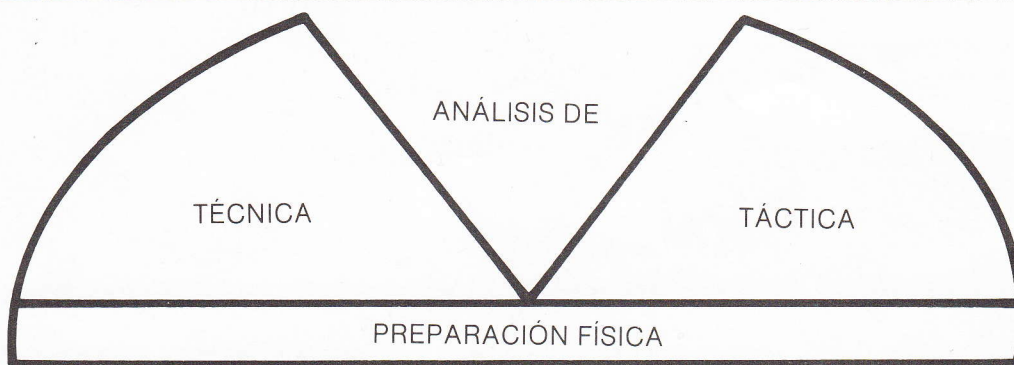 ANÁLISIS DE
TÉCNICA
TÁCTICA
PREPARACIÓN FÍSICA